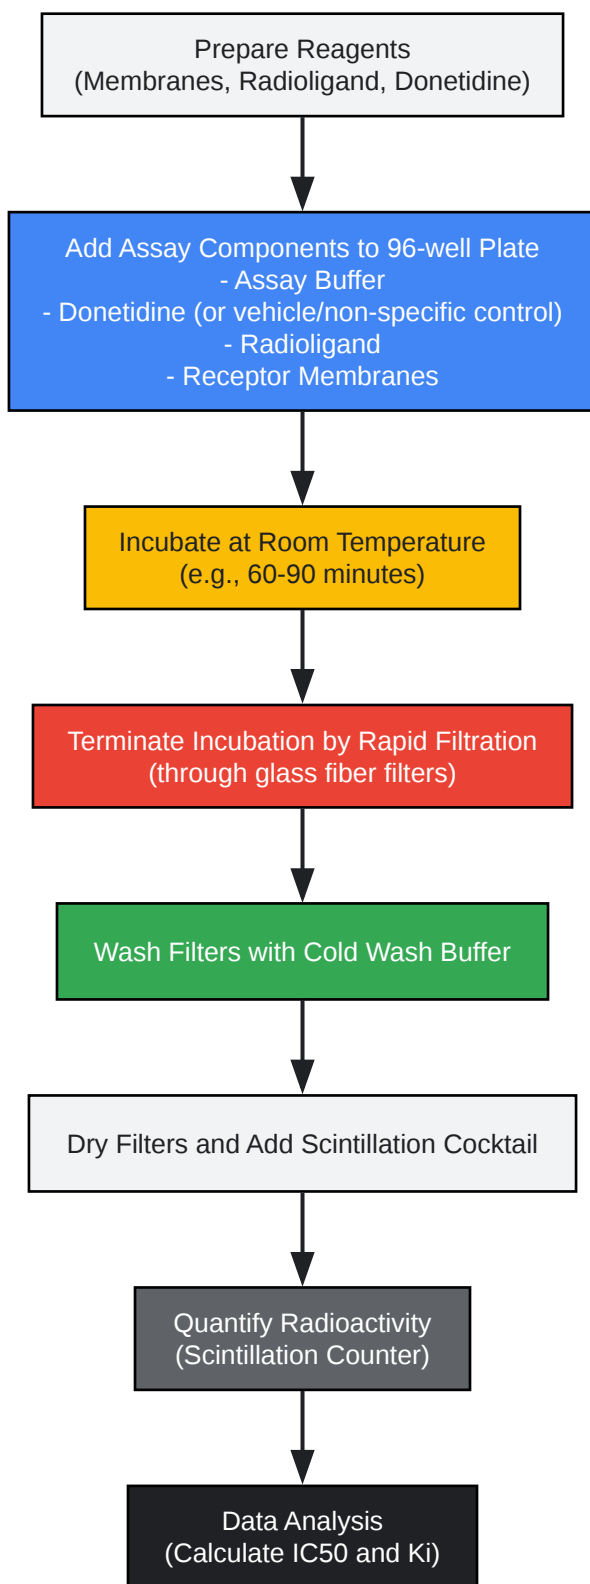 Prepare Reagents
(Membranes, Radioligand, Donetidine)
Add Assay Components to 96-well Plate
- Assay Buffer
- Donetidine (or vehicle/non-specific control)
- Radioligand
- Receptor Membranes
Incubate at Room Temperature
(e.g., 60-90 minutes)
Terminate Incubation by Rapid Filtration
(through glass fiber filters)
Wash Filters with Cold Wash Buffer
Dry Filters and Add Scintillation Cocktail
Quantify Radioactivity
(Scintillation Counter)
Data Analysis
(Calculate IC50 and Ki)